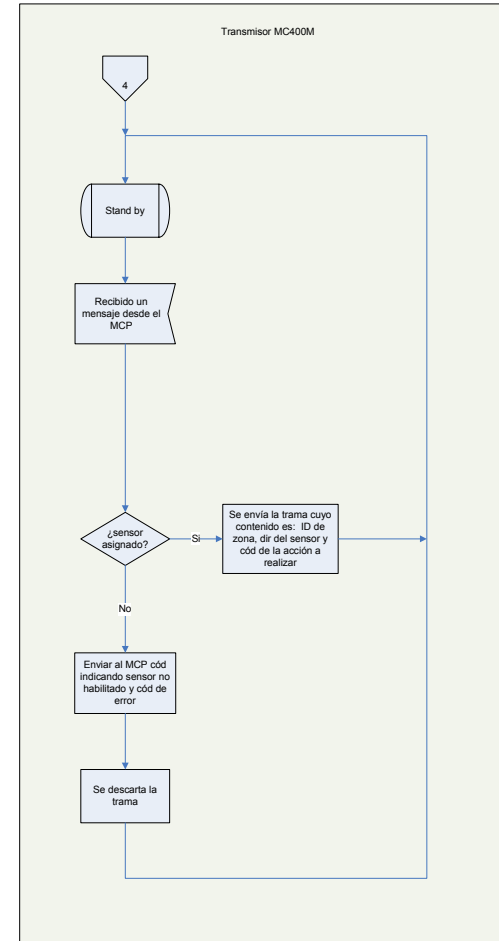 Transmisor MC400M
4
Stand by
Recibido un
mensaje desde el
MCP
¿sensor
asignado?
Si
Se envía la trama cuyo
contenido es: ID de
zona, dir del sensor y
cód de la acción a
realizar
No
Enviar al MCP cód
indicando sensor no
habilitado y cód de
error
Se descarta la
trama